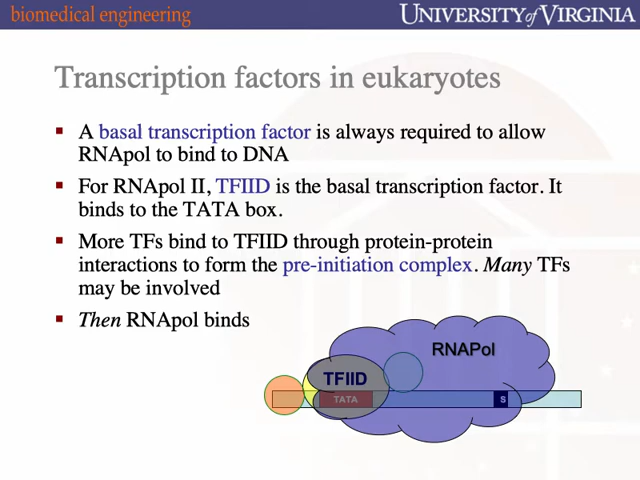 biomedical engineering
UNIVERSITY of VIRGINIA
Transcription factors in eukaryotes
▪ A basal transcription factor is always required to allow
RNApol to bind to DNA
▪ For RNApol II, TFIID is the basal transcription factor. It
binds to the TATA box.
▪ More TFs bind to TFIID through protein-protein
interactions to form the pre-initiation complex. Many TFs
may be involved
▪ Then RNApol binds
RNAPol
TFIID
TATA
S